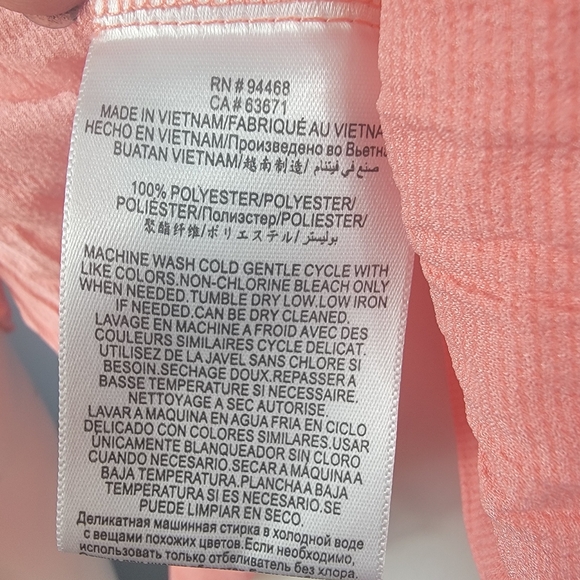 RN # 94468
CA # 63671
MADE IN VIETNAM/FABRIQUÉ AU VIETNA
HECHO EN VIETNAM/Произведено во Вьетн
BUATAN VIETNAM/越南制造/ صنع في فيتنام
100% POLYESTER/POLYESTER/
POLIÉSTER/Полиэстер/POLIESTER/
聚酯纤维/ポリエステル/ بوليستر
MACHINE WASH COLD GENTLE CYCLE WITH
LIKE COLORS.NON-CHLORINE BLEACH ONLY
WHEN NEEDED.TUMBLE DRY LOW.LOW IRON
IF NEEDED.CAN BE DRY CLEANED.
LAVAGE EN MACHINE A FROID AVEC DES
COULEURS SIMILAIRES CYCLE DELICAT.
UTILISEZ DE LA JAVEL SANS CHLORE SI
BESOIN.SECHAGE DOUX.REPASSER A
BASSE TEMPERATURE SI NECESSAIRE.
NETTOYAGE A SEC AUTORISE.
LAVAR A MAQUINA EN AGUA FRIA EN CICLO
DELICADO CON COLORES SIMILARES.USAR
ÚNICAMENTE BLANQUEADOR SIN CLORO
CUANDO NECESARIO.SECAR A MÁQUINA A
BAJA TEMPERATURA.PLANCHA A BAJA
TEMPERATURA SI ES NECESARIO.SE
PUEDE LIMPIAR EN SECO.
Деликатная машинная стирка в холодной воде
с вещами похожих цветов.Если необходимо,
использовать только отбеливатель без хлора.